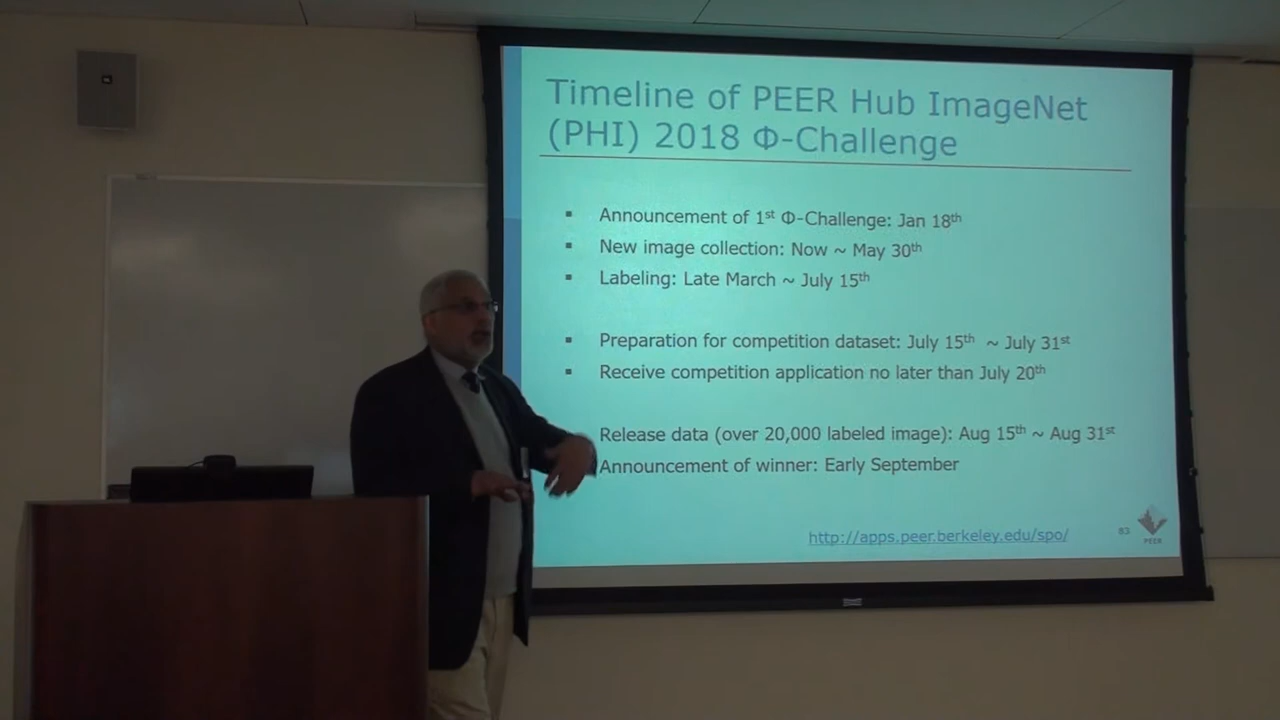 Timeline of PEER Hub ImageNet
(PHI) 2018 Φ-Challenge
▪ Announcement of 1st Φ-Challenge: Jan 18th
▪ New image collection: Now ~ May 30th
▪ Labeling: Late March ~ July 15th
▪ Preparation for competition dataset: July 15th ~ July 31st
▪ Receive competition application no later than July 20th
Release data (over 20,000 labeled image): Aug 15th ~ Aug 31st
Announcement of winner: Early September
http://apps.peer.berkeley.edu/spo/
83
PEER